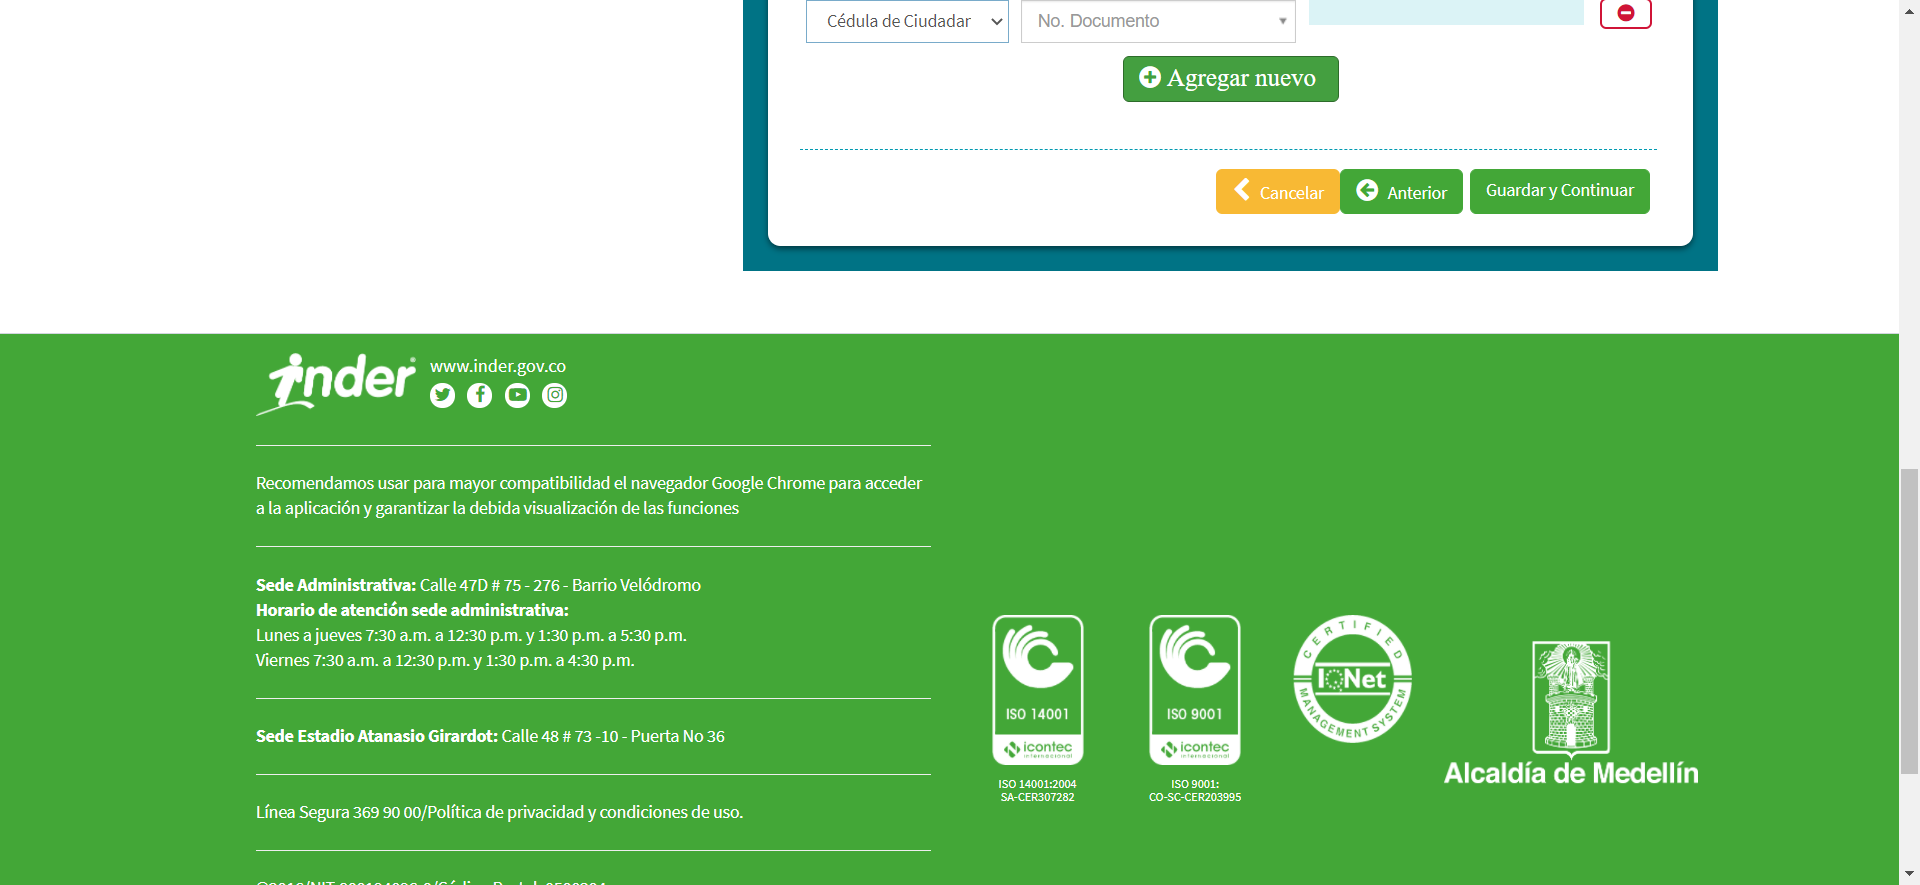 Cédula de Ciudadar
No. Documento
Agregar nuevo
Cancelar
Anterior
Guardar y Continuar
inder
www.inder.gov.co
Recomendamos usar para mayor compatibilidad el navegador Google Chrome para acceder
a la aplicación y garantizar la debida visualización de las funciones
Sede Administrativa: Calle 47D # 75 - 276 - Barrio Velódromo
Horario de atención sede administrativa:
Lunes a jueves 7:30 a.m. a 12:30 p.m. y 1:30 p.m. a 5:30 p.m.
Viernes 7:30 a.m. a 12:30 p.m. y 1:30 p.m. a 4:30 p.m.
Sede Estadio Atanasio Girardot: Calle 48 # 73 -10 - Puerta No 36
Línea Segura 369 90 00/Política de privacidad y condiciones de uso.
ISO 14001
icontec
internacional
ISO 14001:2004
SA-CER307282
ISO 9001
icontec
internacional
ISO 9001:
CO-SC-CER203995
CERTIFIED
IQNet
MANAGEMENT SYSTEM
Alcaldía de Medellín